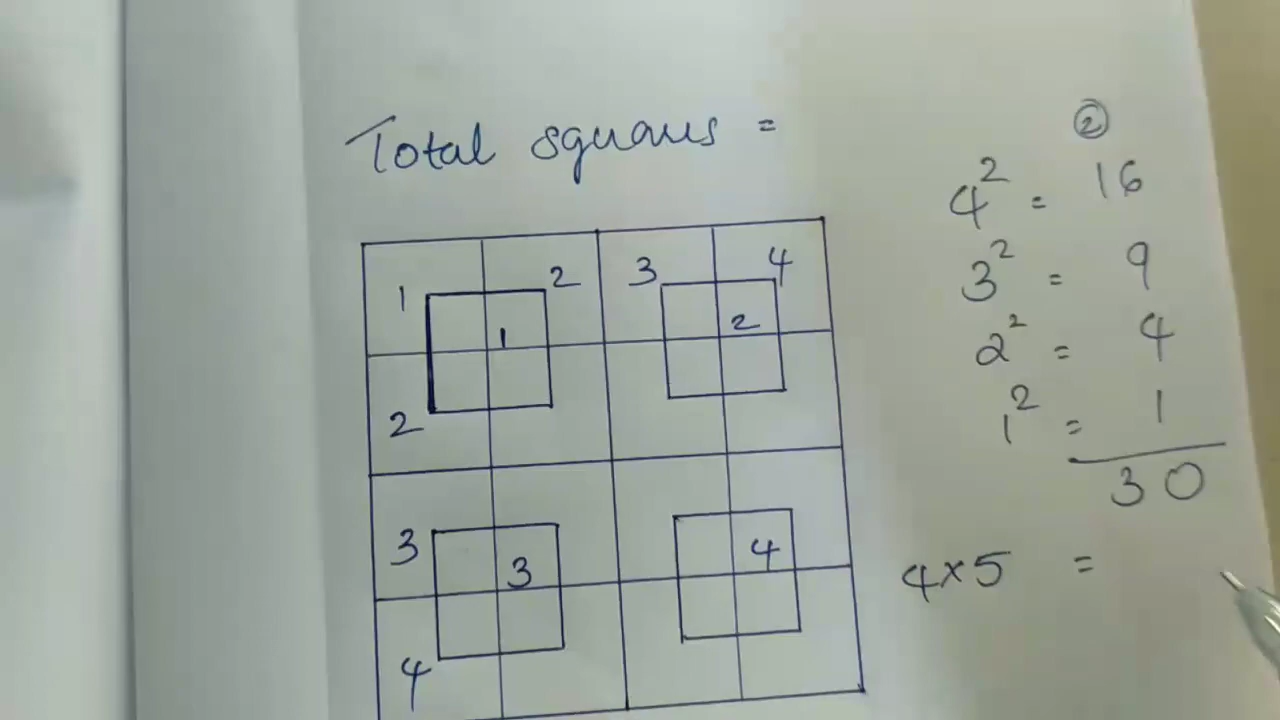 Total squares =
1 2 3 4
1 2
2
3 3 4
4
②
4² = 16
3² = 9
2² = 4
1² = 1
30
4×5 =